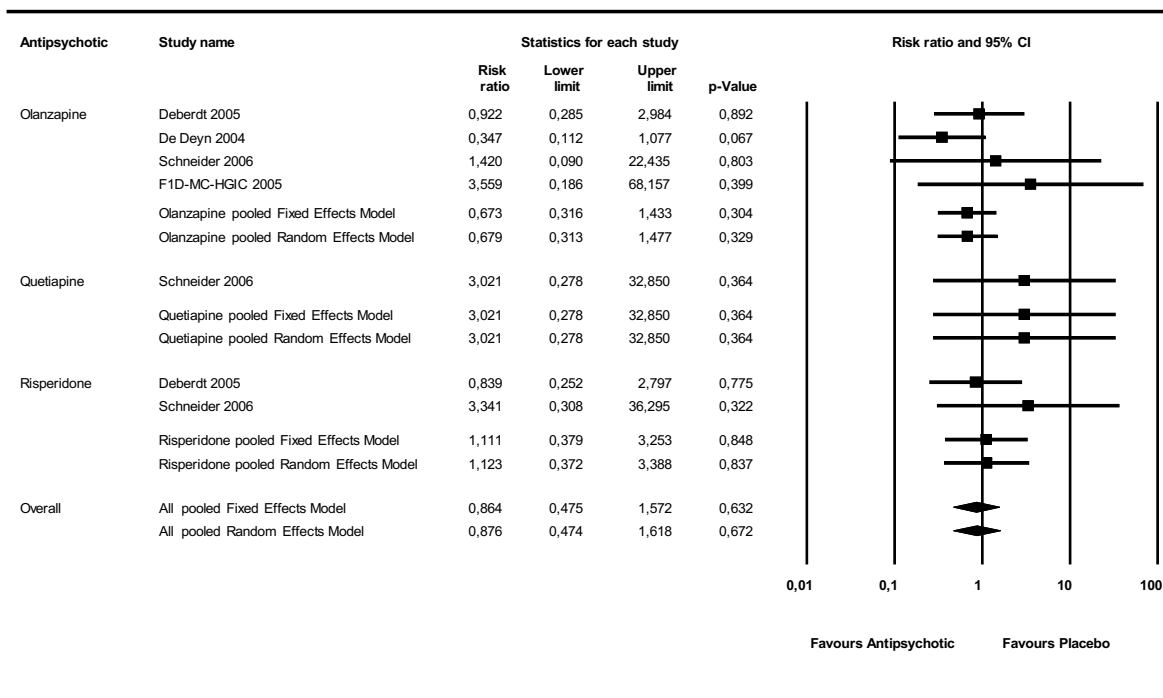 Antipsychotic Study name Statistics for each study Risk ratio and 95% CI
Risk ratio Lower limit Upper limit p-Value
Olanzapine Deberdt 2005 0,922 0,285 2,984 0,892
De Deyn 2004 0,347 0,112 1,077 0,067
Schneider 2006 1,420 0,090 22,435 0,803
F1D-MC-HGIC 2005 3,559 0,186 68,157 0,399
Olanzapine pooled Fixed Effects Model 0,673 0,316 1,433 0,304
Olanzapine pooled Random Effects Model 0,679 0,313 1,477 0,329
Quetiapine Schneider 2006 3,021 0,278 32,850 0,364
Quetiapine pooled Fixed Effects Model 3,021 0,278 32,850 0,364
Quetiapine pooled Random Effects Model 3,021 0,278 32,850 0,364
Risperidone Deberdt 2005 0,839 0,252 2,797 0,775
Schneider 2006 3,341 0,308 36,295 0,322
Risperidone pooled Fixed Effects Model 1,111 0,379 3,253 0,848
Risperidone pooled Random Effects Model 1,123 0,372 3,388 0,837
Overall All pooled Fixed Effects Model 0,864 0,475 1,572 0,632
All pooled Random Effects Model 0,876 0,474 1,618 0,672
0,01 0,1 1 10 100
Favours Antipsychotic Favours Placebo